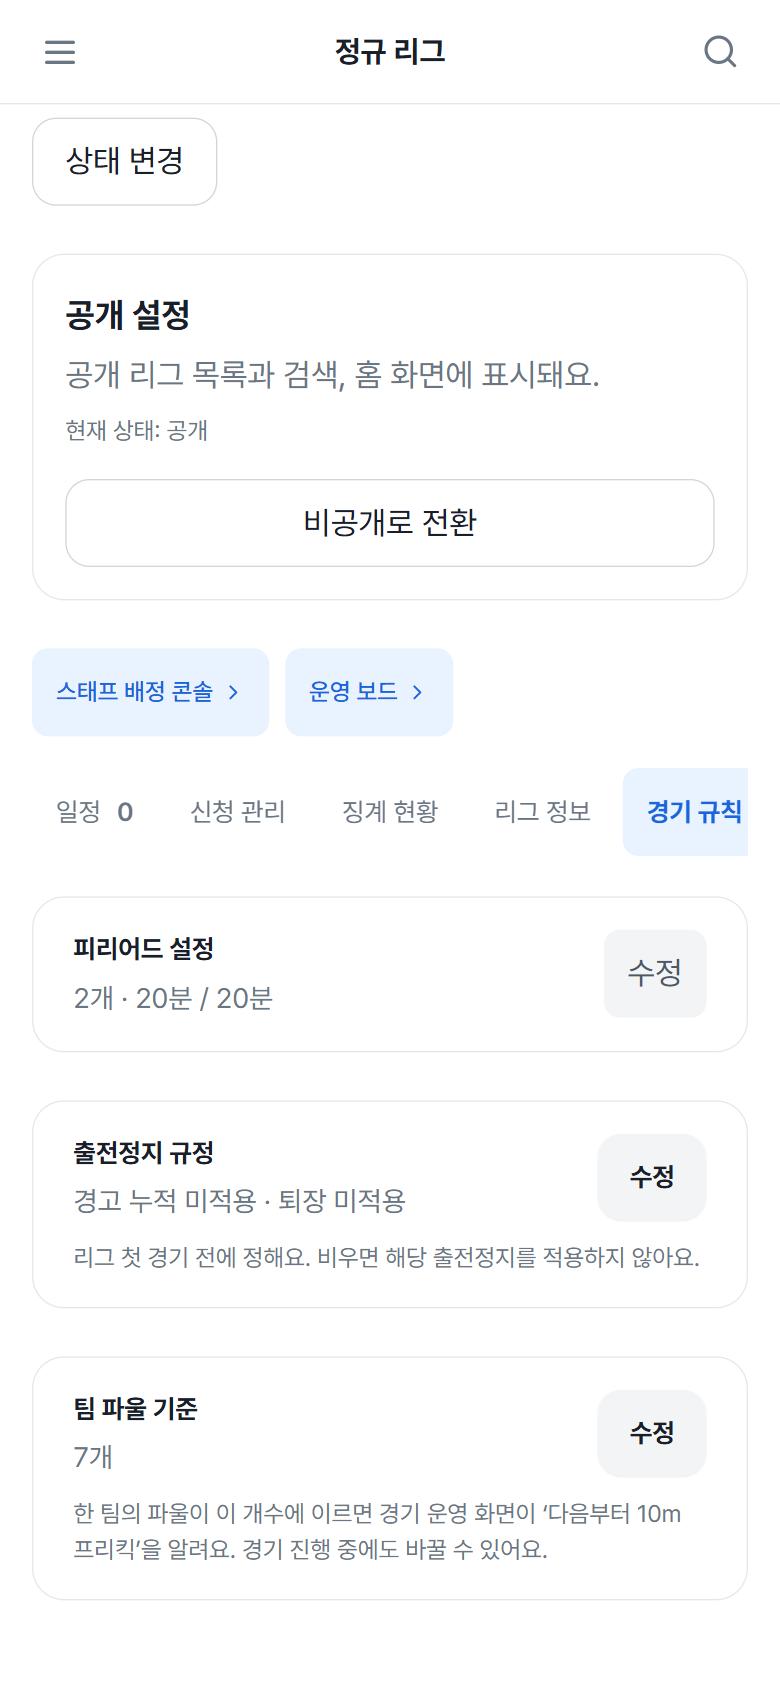 정규 리그
상태 변경
공개 설정
공개 리그 목록과 검색, 홈 화면에 표시돼요.
현재 상태: 공개
비공개로 전환
스태프 배정 콘솔
운영 보드
일정 0
신청 관리
징계 현황
리그 정보
경기 규칙
피리어드 설정
2개 · 20분 / 20분
수정
출전정지 규정
경고 누적 미적용 · 퇴장 미적용
수정
리그 첫 경기 전에 정해요. 비우면 해당 출전정지를 적용하지 않아요.
팀 파울 기준
7개
수정
한 팀의 파울이 이 개수에 이르면 경기 운영 화면이 ‘다음부터 10m
프리킥’을 알려요. 경기 진행 중에도 바꿀 수 있어요.